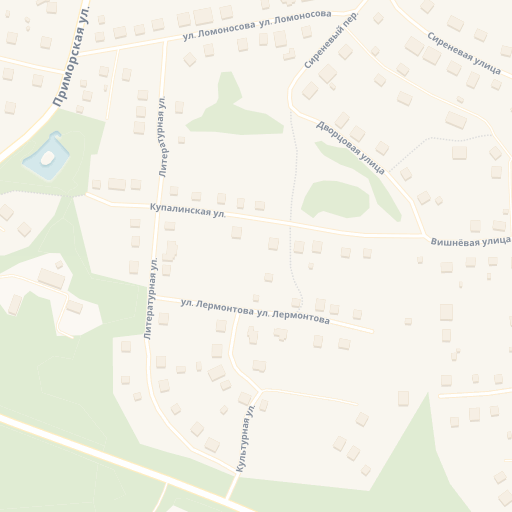 ул. Ломоносова ул. Ломоносова
Приморская ул.
Сиреневый пер.
Сиреневая улица
Литературная ул.
Дворцовая улица
Купалинская ул.
Вишнёвая улица
Литературная ул.
ул. Лермонтова ул. Лермонтова
Культурная ул.